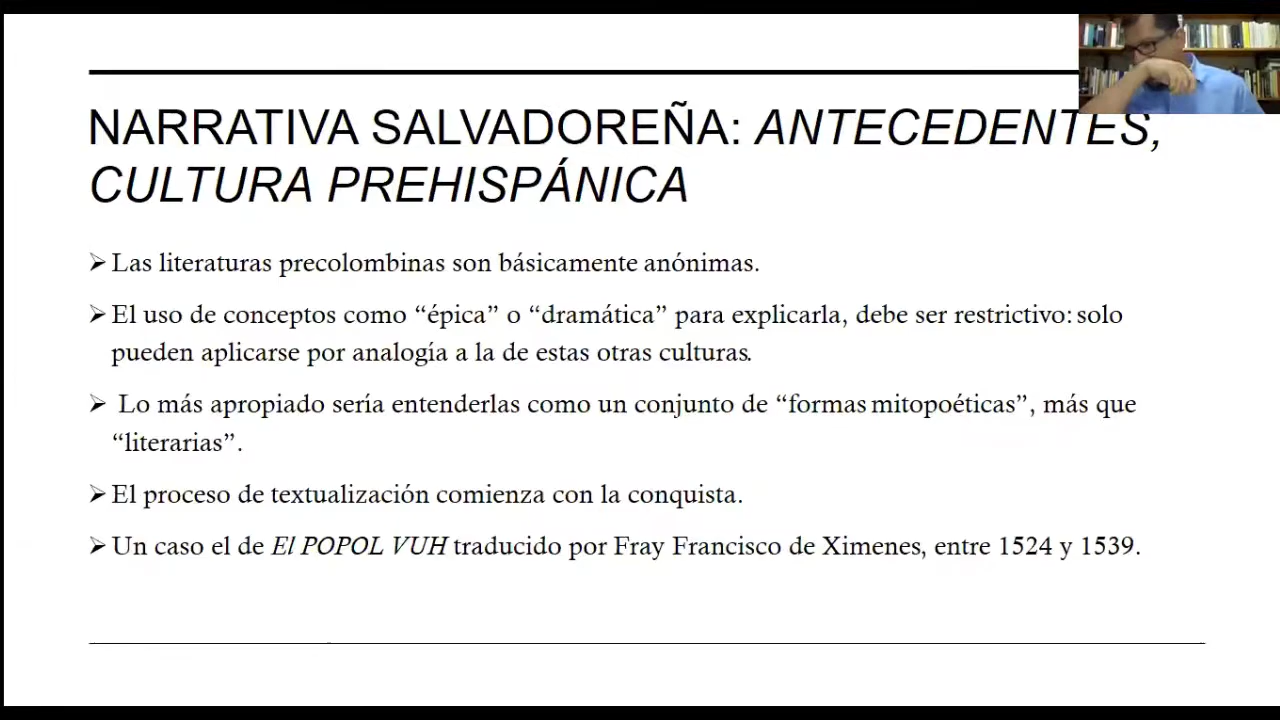 NARRATIVA SALVADOREÑA: ANTECEDENTES,
CULTURA PREHISPÁNICA
Las literaturas precolombinas son básicamente anónimas.
El uso de conceptos como “épica” o “dramática” para explicarla, debe ser restrictivo: solo
pueden aplicarse por analogía a la de estas otras culturas.
Lo más apropiado sería entenderlas como un conjunto de “formas mitopoéticas”, más que
“literarias”.
El proceso de textualización comienza con la conquista.
Un caso el de El POPOL VUH traducido por Fray Francisco de Ximenes, entre 1524 y 1539.